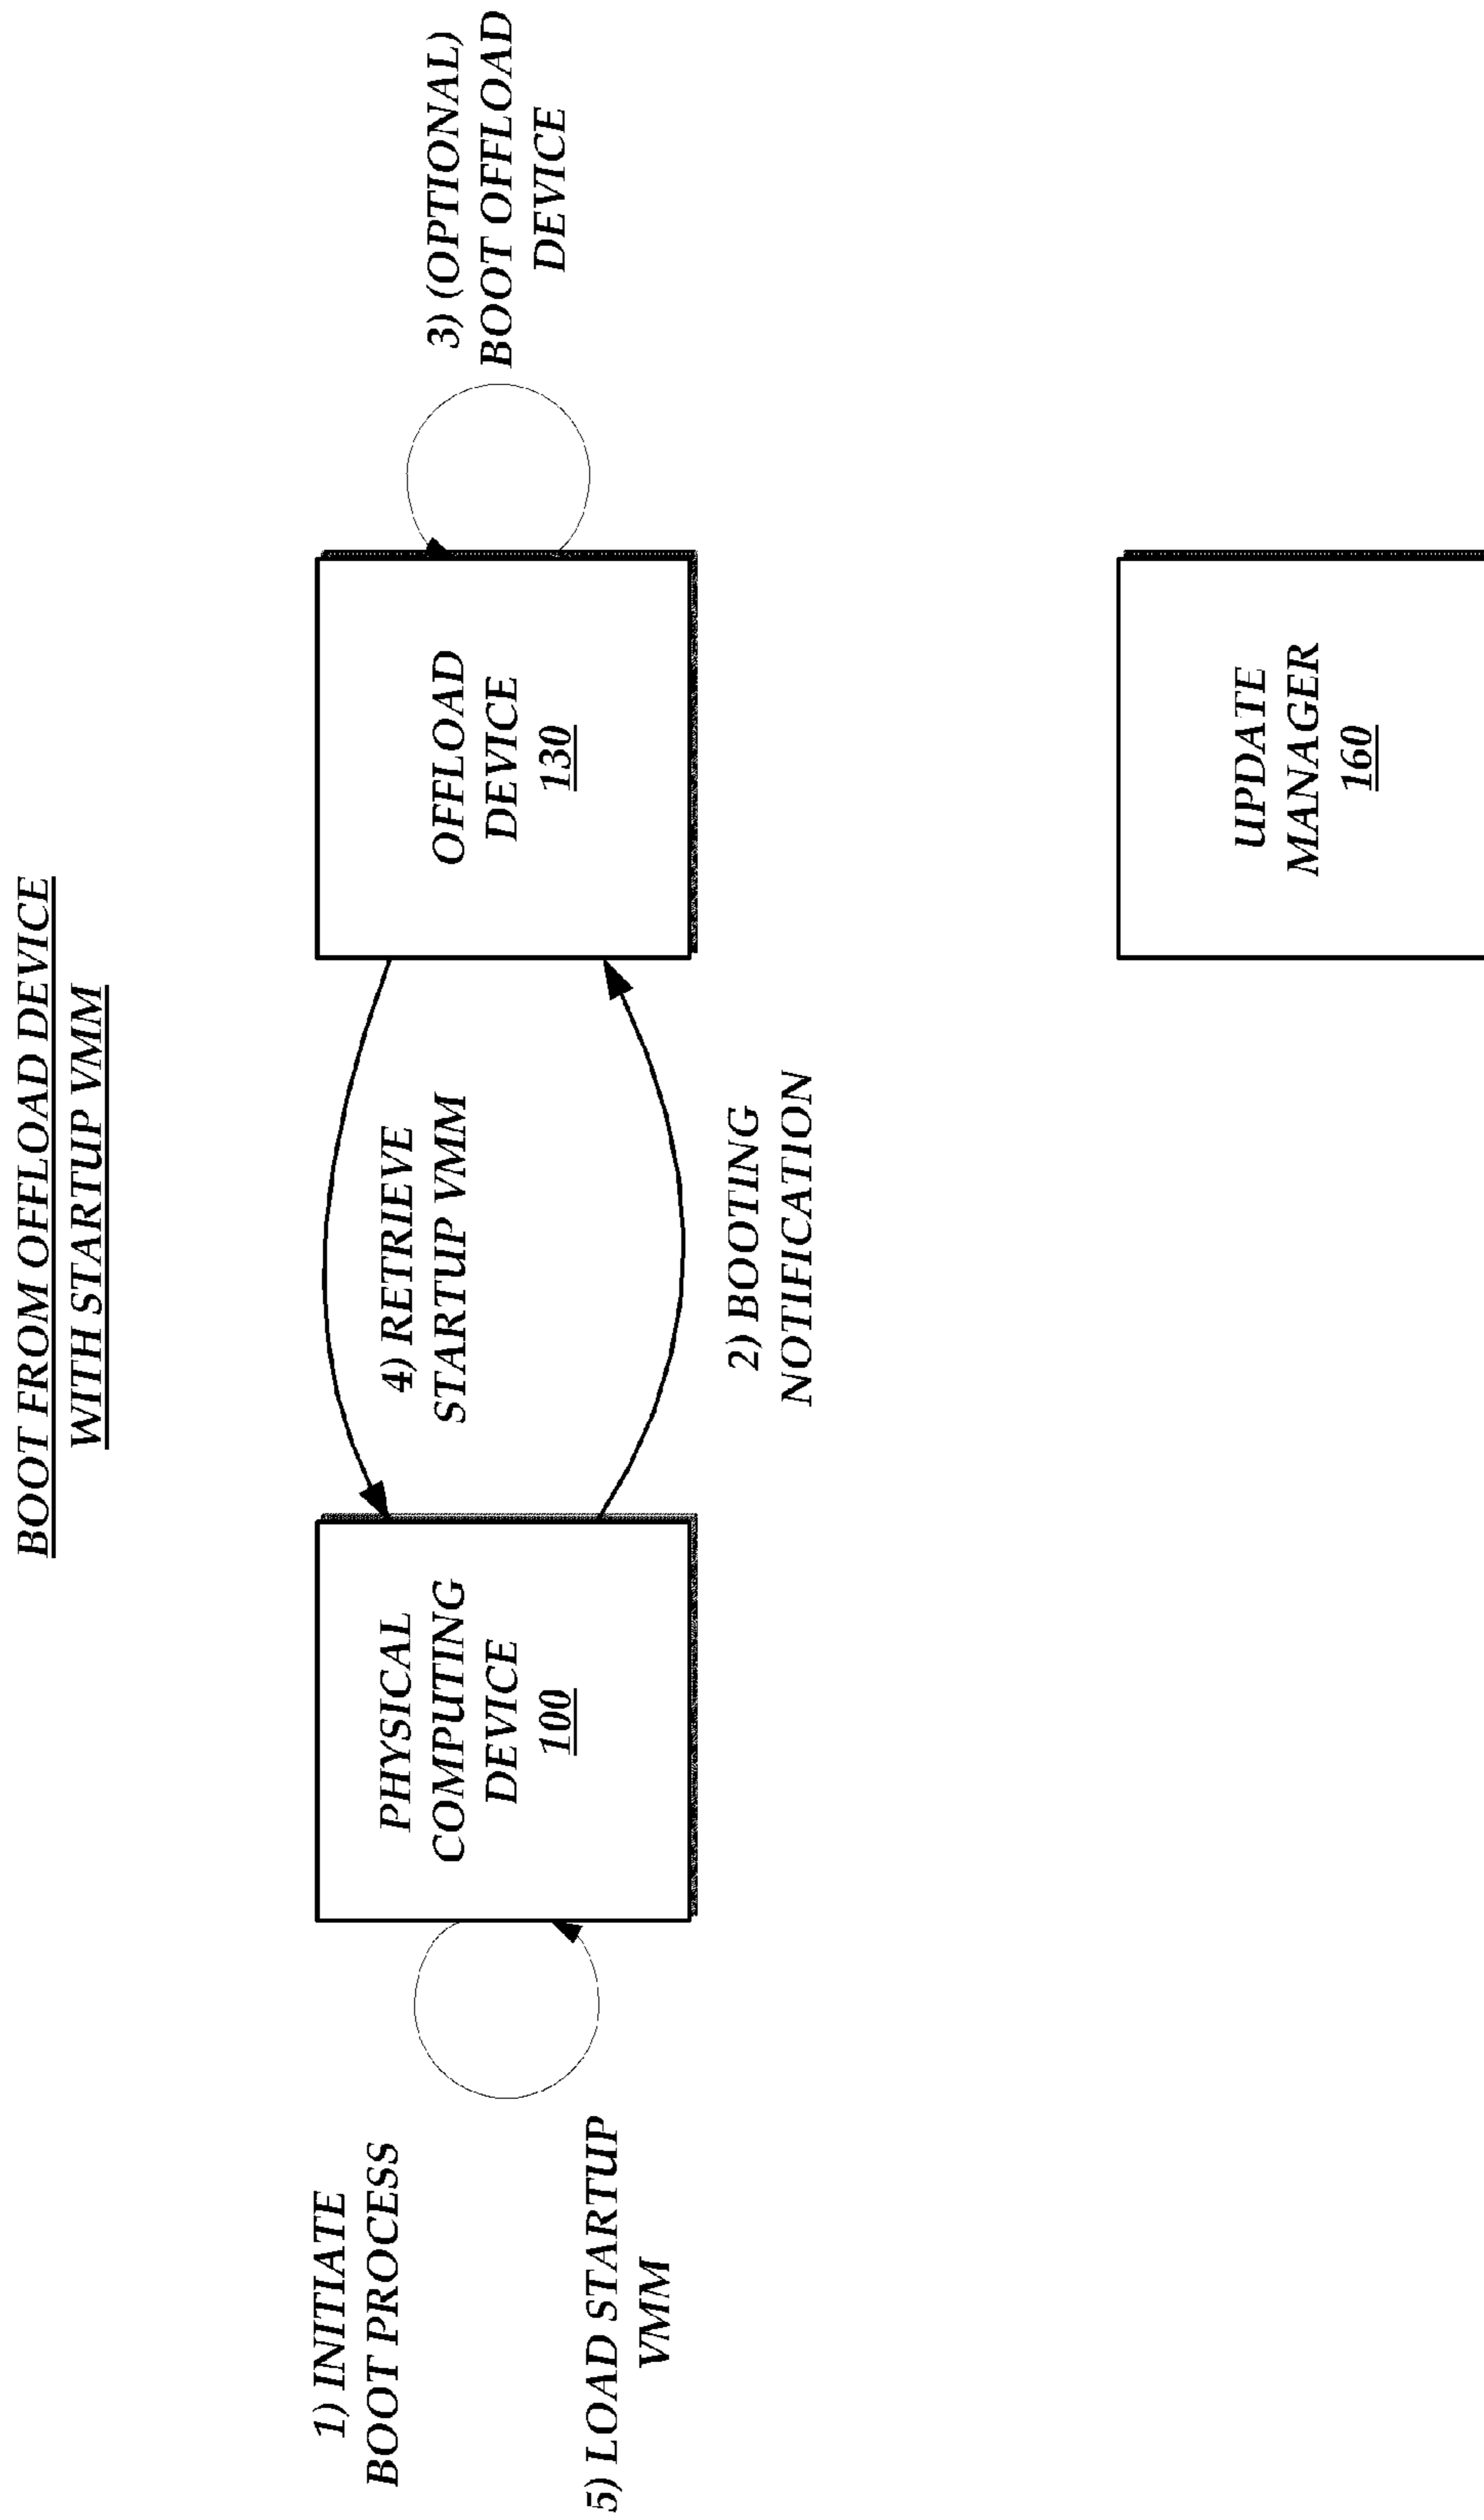 BOOT FROM OFFLOAD DEVICE
WITH STARTUP VMM
1) INITIATE
BOOT PROCESS
5) LOAD STARTUP
VMM
PHYSICAL
COMPUTING
DEVICE
100
4) RETRIEVE
STARTUP VMM
2) BOOTING
NOTIFICATION
OFFLOAD
DEVICE
130
3) (OPTIONAL)
BOOT OFFLOAD
DEVICE
UPDATE
MANAGER
160